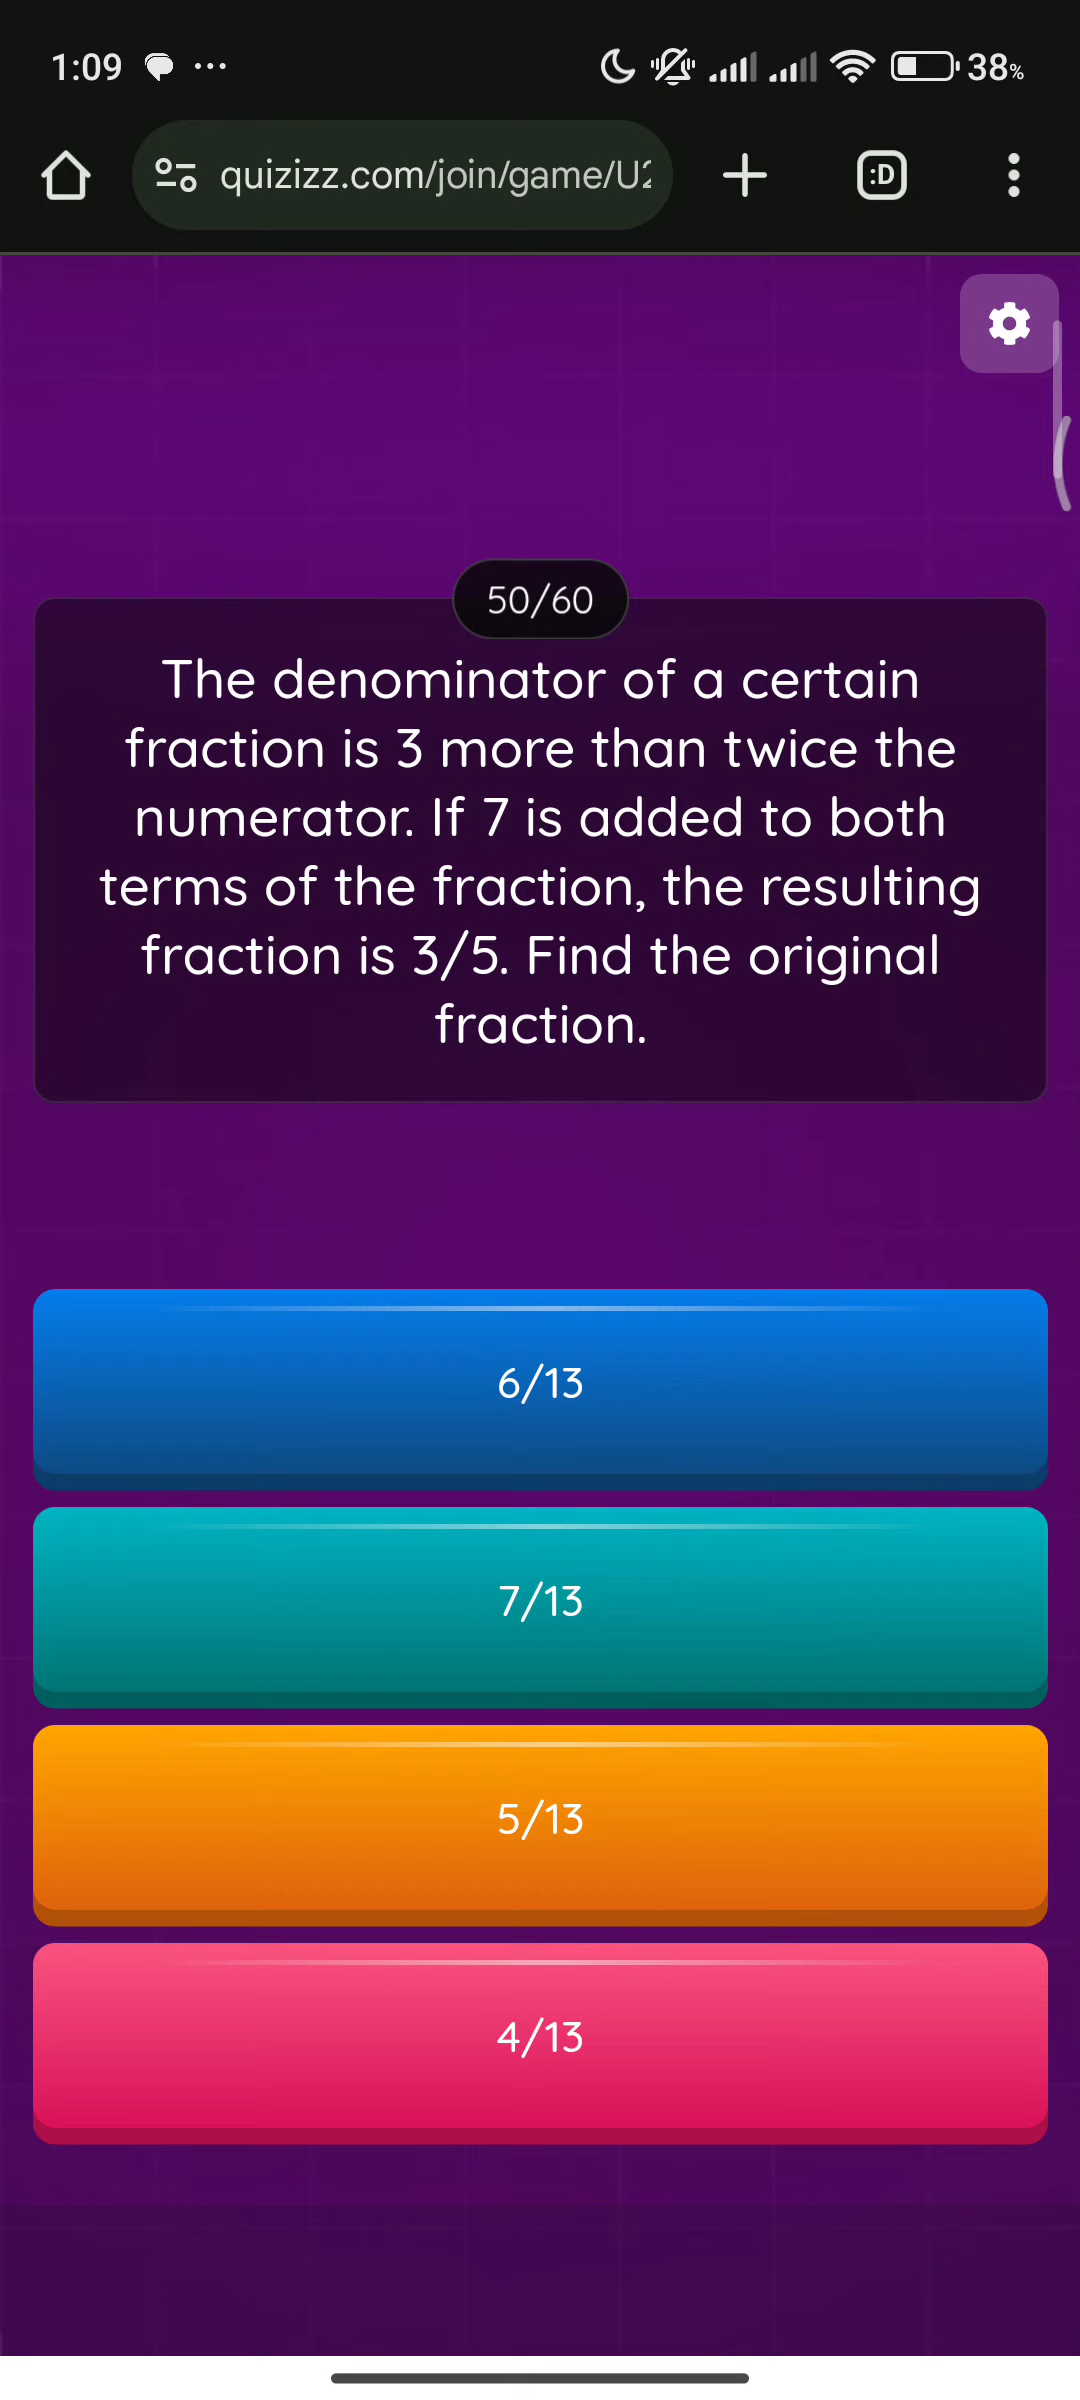 1:09 ... 38%
quizizz.com/join/game/U2 :D
50/60
The denominator of a certain
fraction is 3 more than twice the
numerator. If 7 is added to both
terms of the fraction, the resulting
fraction is 3/5. Find the original
fraction.
6/13
7/13
5/13
4/13